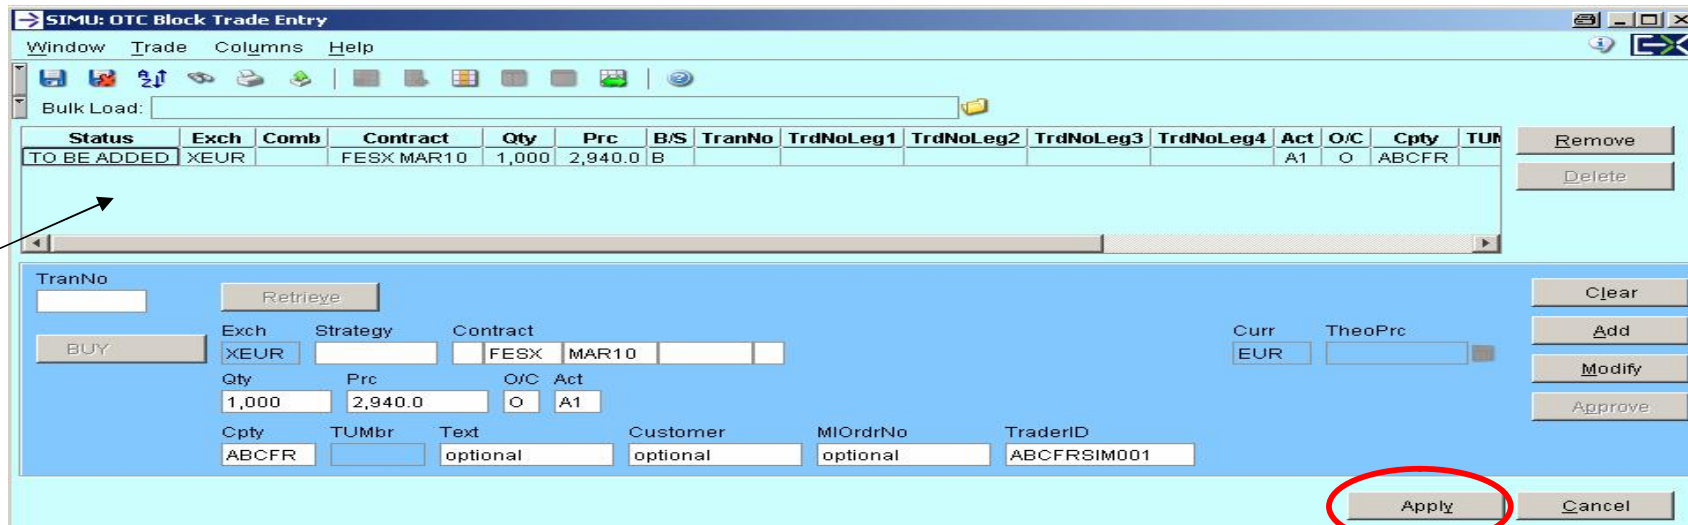 SIMU: OTC Block Trade Entry
Window Trade Columns Help
Bulk Load:
Status Exch Comb Contract Qty Prc B/S TranNo TrdNoLeg1 TrdNoLeg2 TrdNoLeg3 TrdNoLeg4 Act O/C Cpty TUM
TO BE ADDED XEUR FESX MAR10 1,000 2,940.0 B A1 O ABCFR
Remove
Delete
TranNo
Retrieve
Clear
Exch Strategy Contract Curr TheoPrc
Add
BUY
XEUR FESX MAR10 EUR
Qty Prc O/C Act
Modify
1,000 2,940.0 O A1
Approve
Cpty TUMbr Text Customer MIOrdrNo TraderID
ABCFR optional optional optional ABCFRSIM001
Apply Cancel